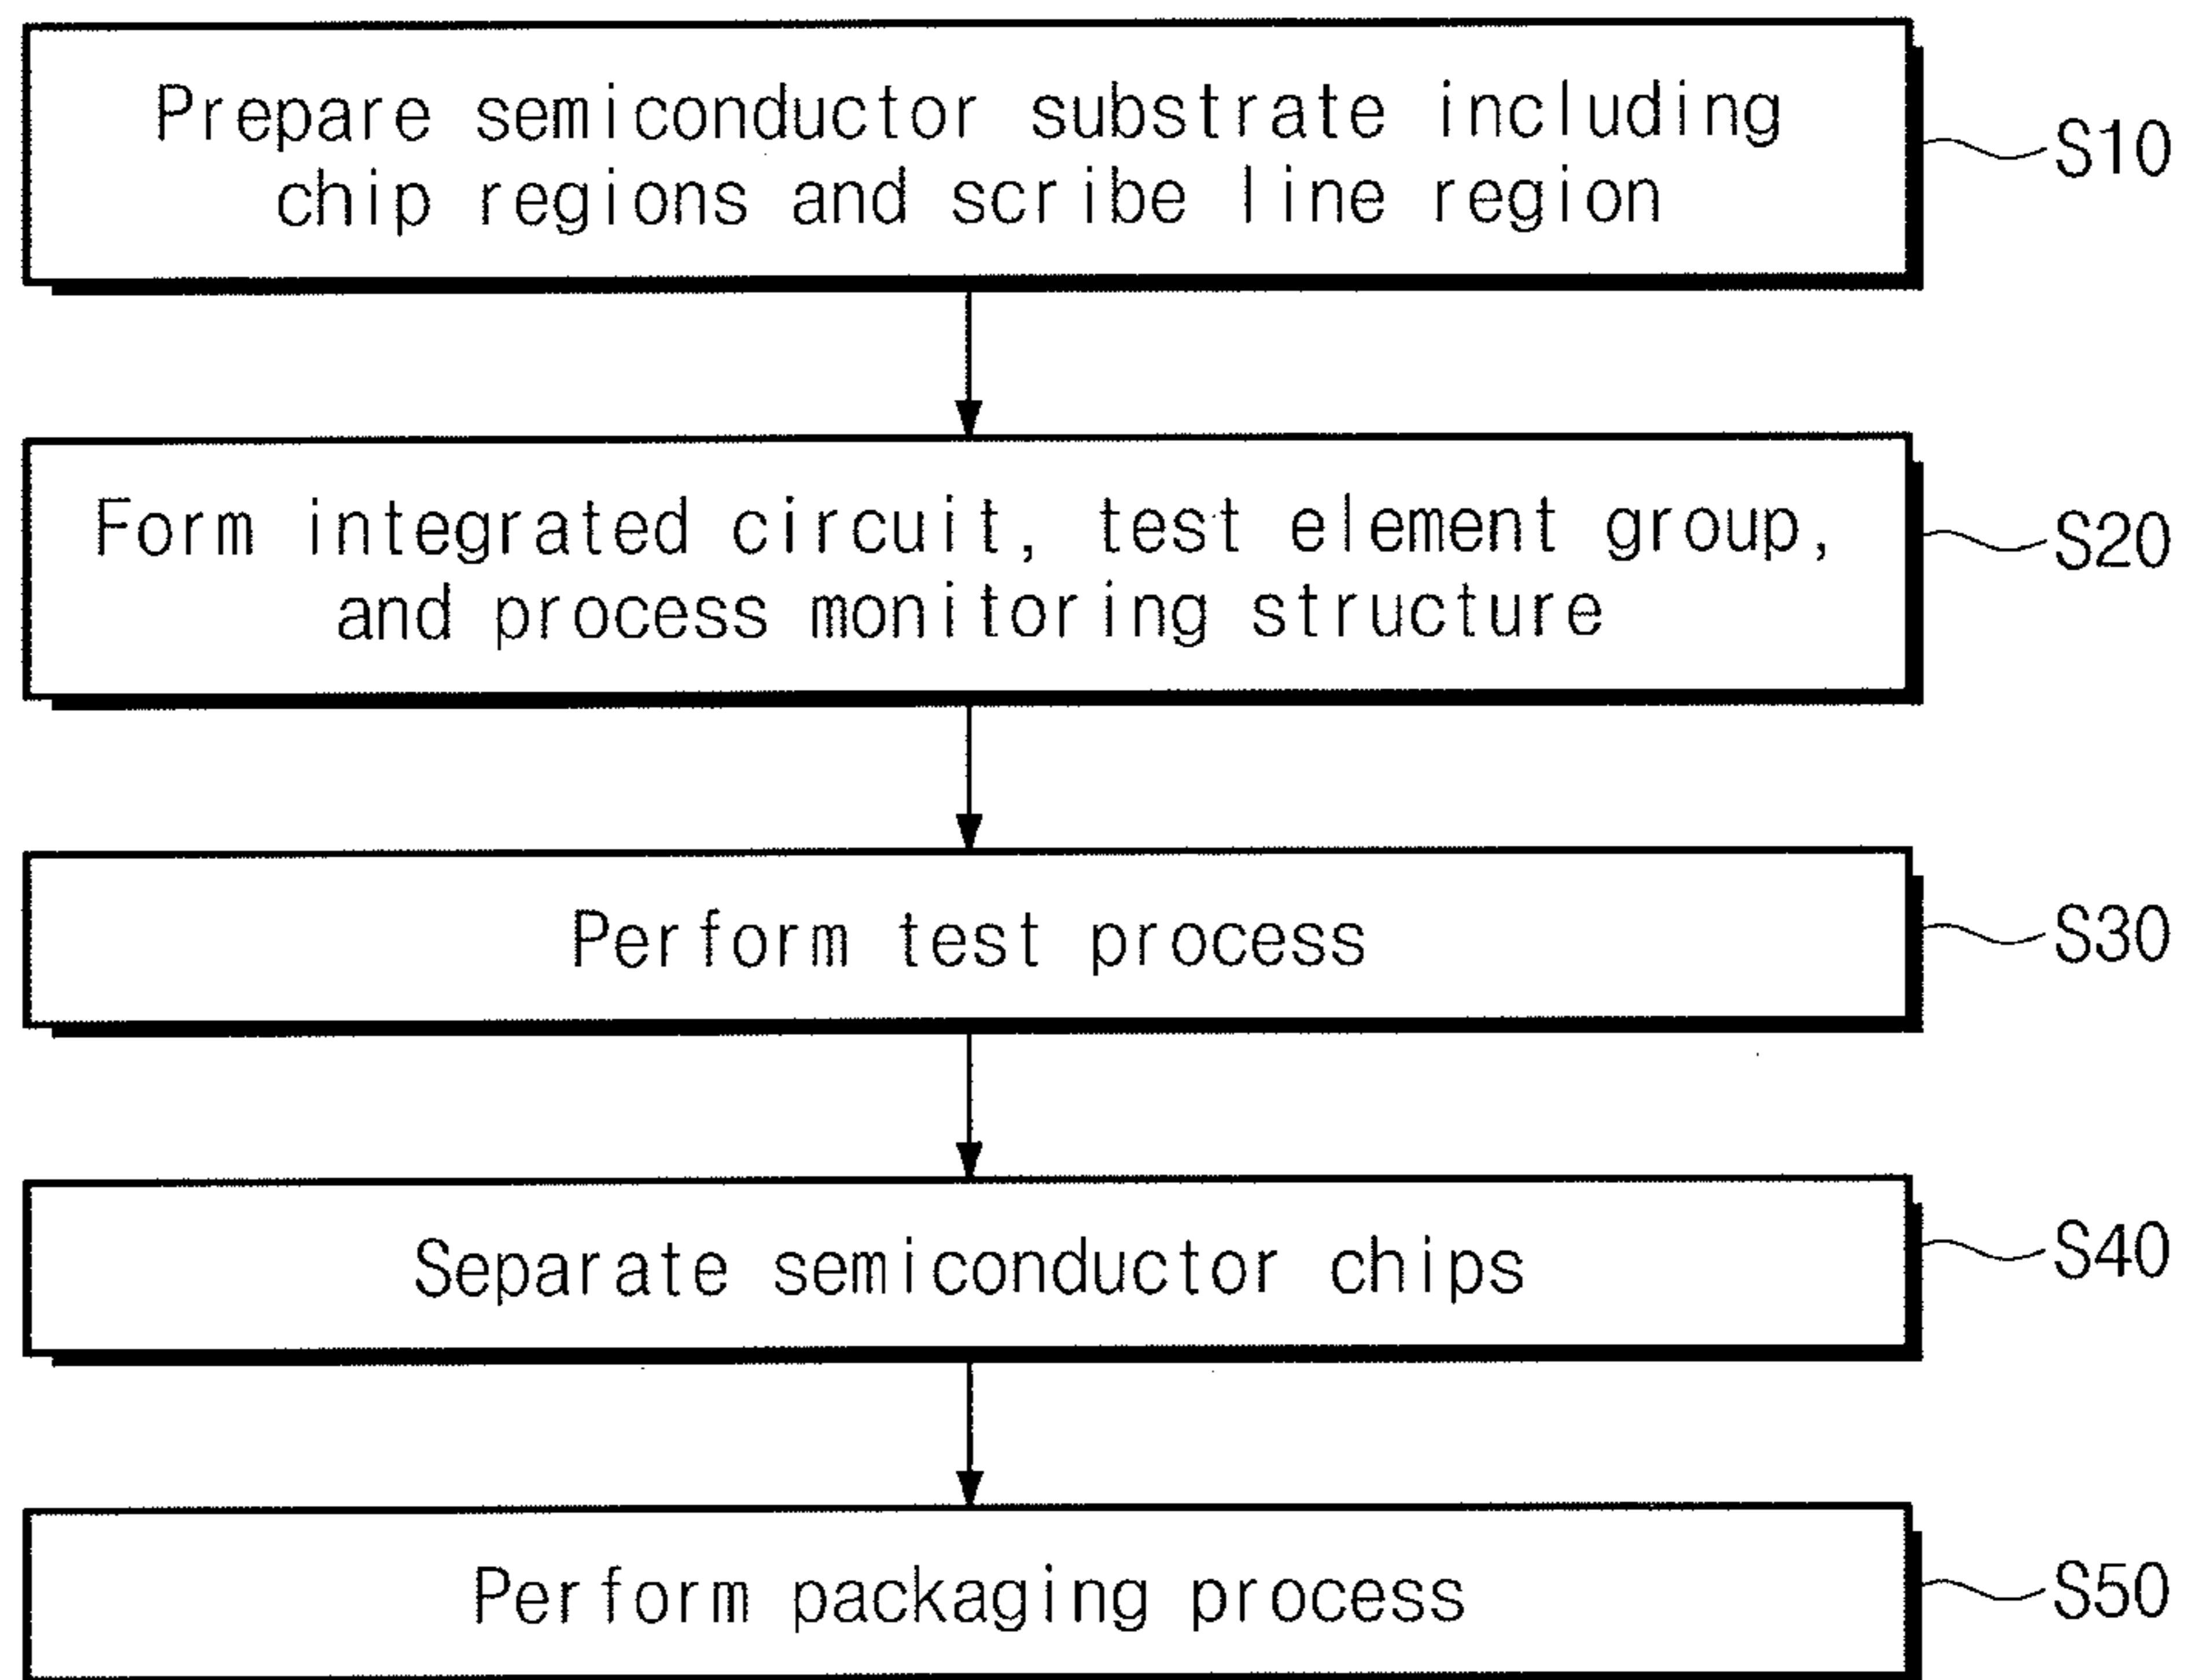 Prepare semiconductor substrate including
chip regions and scribe line region
S10
Form integrated circuit, test element group,
and process monitoring structure
S20
Perform test process
S30
Separate semiconductor chips
S40
Perform packaging process
S50